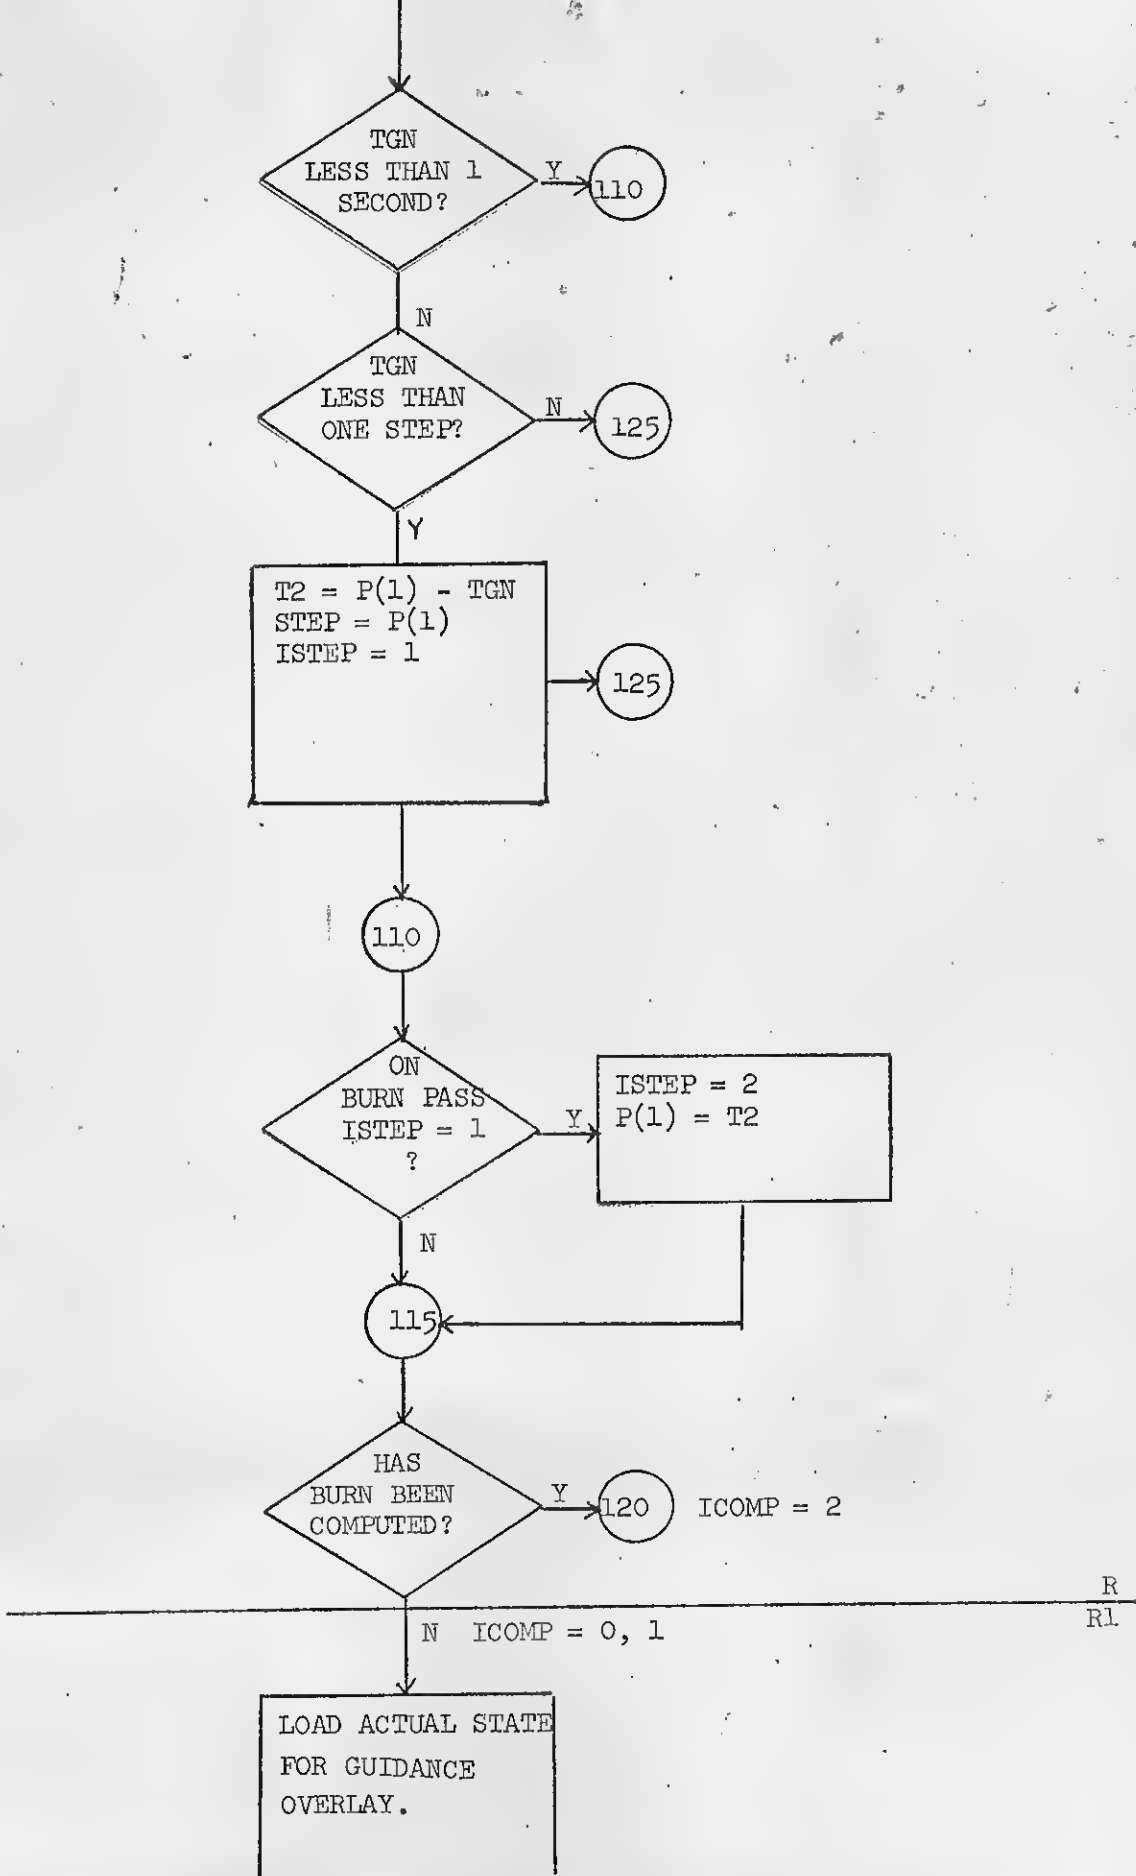 TGN
LESS THAN 1
SECOND?
Y
110
N
TGN
LESS THAN
ONE STEP?
N
125
Y
T2 = P(1) - TGN
STEP = P(1)
ISTEP = 1
125
110
ON
BURN PASS
ISTEP = 1
?
Y
ISTEP = 2
P(1) = T2
N
115
HAS
BURN BEEN
COMPUTED?
Y
120
ICOMP = 2
R
R1
N ICOMP = 0, 1
LOAD ACTUAL STATE
FOR GUIDANCE
OVERLAY.